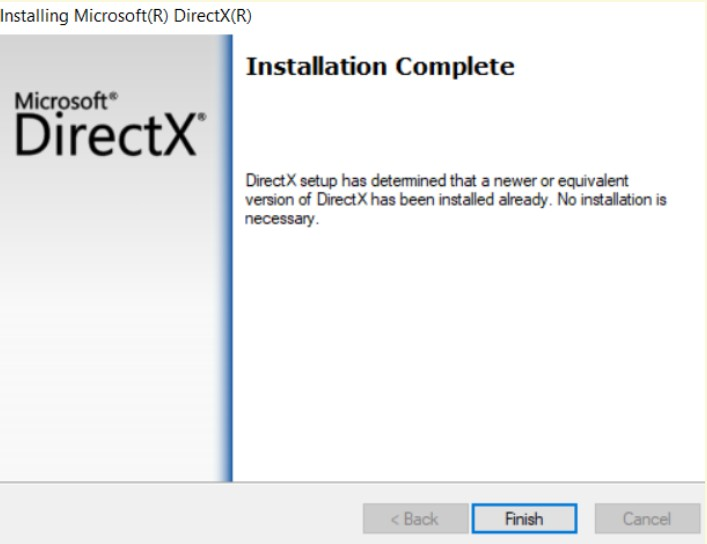 Installing Microsoft(R) DirectX(R)
Installation Complete
Microsoft®
DirectX®
DirectX setup has determined that a newer or equivalent
version of DirectX has been installed already. No installation is
necessary.
< Back Finish Cancel